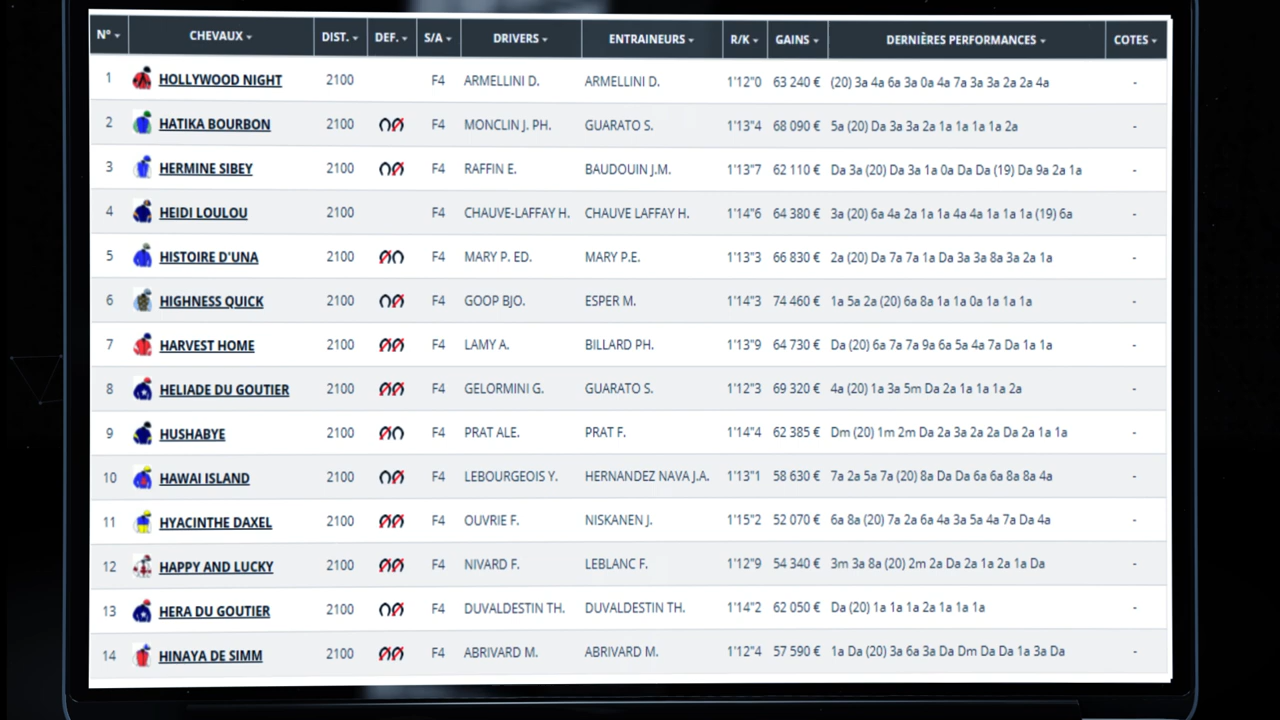 N° CHEVAUX DIST. DEF. S/A DRIVERS ENTRAINEURS R/K GAINS DERNIÈRES PERFORMANCES COTES
1 HOLLYWOOD NIGHT 2100 F4 ARMELLINI D. ARMELLINI D. 1'12"0 63 240 € (20) 3a 4a 6a 3a 0a 4a 7a 3a 3a 2a 2a 4a -
2 HATIKA BOURBON 2100 F4 MONCLIN J. PH. GUARATO S. 1'13"4 68 090 € 5a (20) Da 3a 3a 2a 1a 1a 1a 1a 2a -
3 HERMINE SIBEY 2100 F4 RAFFIN E. BAUDOUIN J.M. 1'13"7 62 110 € Da 3a (20) Da 3a 1a 0a Da Da (19) Da 9a 2a 1a -
4 HEIDI LOULOU 2100 F4 CHAUVE-LAFFAY H. CHAUVE LAFFAY H. 1'14"6 64 380 € 3a (20) 6a 4a 2a 1a 1a 4a 4a 1a 1a 1a (19) 6a -
5 HISTOIRE D'UNA 2100 F4 MARY P. ED. MARY P.E. 1'13"3 66 830 € 2a (20) Da 7a 7a 1a Da 3a 3a 8a 3a 2a 1a -
6 HIGHNESS QUICK 2100 F4 GOOP BJO. ESPER M. 1'14"3 74 460 € 1a 5a 2a (20) 6a 8a 1a 1a 0a 1a 1a 1a -
7 HARVEST HOME 2100 F4 LAMY A. BILLARD PH. 1'13"9 64 730 € Da (20) 6a 7a 7a 9a 6a 5a 4a 7a Da 1a 1a -
8 HELIADE DU GOUTIER 2100 F4 GELORMINI G. GUARATO S. 1'12"3 69 320 € 4a (20) 1a 3a 5m Da 2a 1a 1a 1a 2a -
9 HUSHABYE 2100 F4 PRAT ALE. PRAT F. 1'14"4 62 385 € Dm (20) 1m 2m Da 2a 3a 2a 2a Da 2a 1a 1a -
10 HAWAI ISLAND 2100 F4 LEBOURGEOIS Y. HERNANDEZ NAVA J.A. 1'13"1 58 630 € 7a 2a 5a 7a (20) 8a Da Da 6a 6a 8a 8a 4a -
11 HYACINTHE DAXEL 2100 F4 OUVRIE F. NISKANEN J. 1'15"2 52 070 € 6a 8a (20) 7a 2a 6a 4a 3a 5a 4a 7a Da 4a -
12 HAPPY AND LUCKY 2100 F4 NIVARD F. LEBLANC F. 1'12"9 54 340 € 3m 3a 8a (20) 2m 2a Da 2a 1a 2a 1a Da -
13 HERA DU GOUTIER 2100 F4 DUVALDESTIN TH. DUVALDESTIN TH. 1'14"2 62 050 € Da (20) 1a 1a 1a 2a 1a 1a 1a -
14 HINAYA DE SIMM 2100 F4 ABRIVARD M. ABRIVARD M. 1'12"4 57 590 € 1a Da (20) 3a 6a 3a Da Dm Da Da 1a 3a Da -